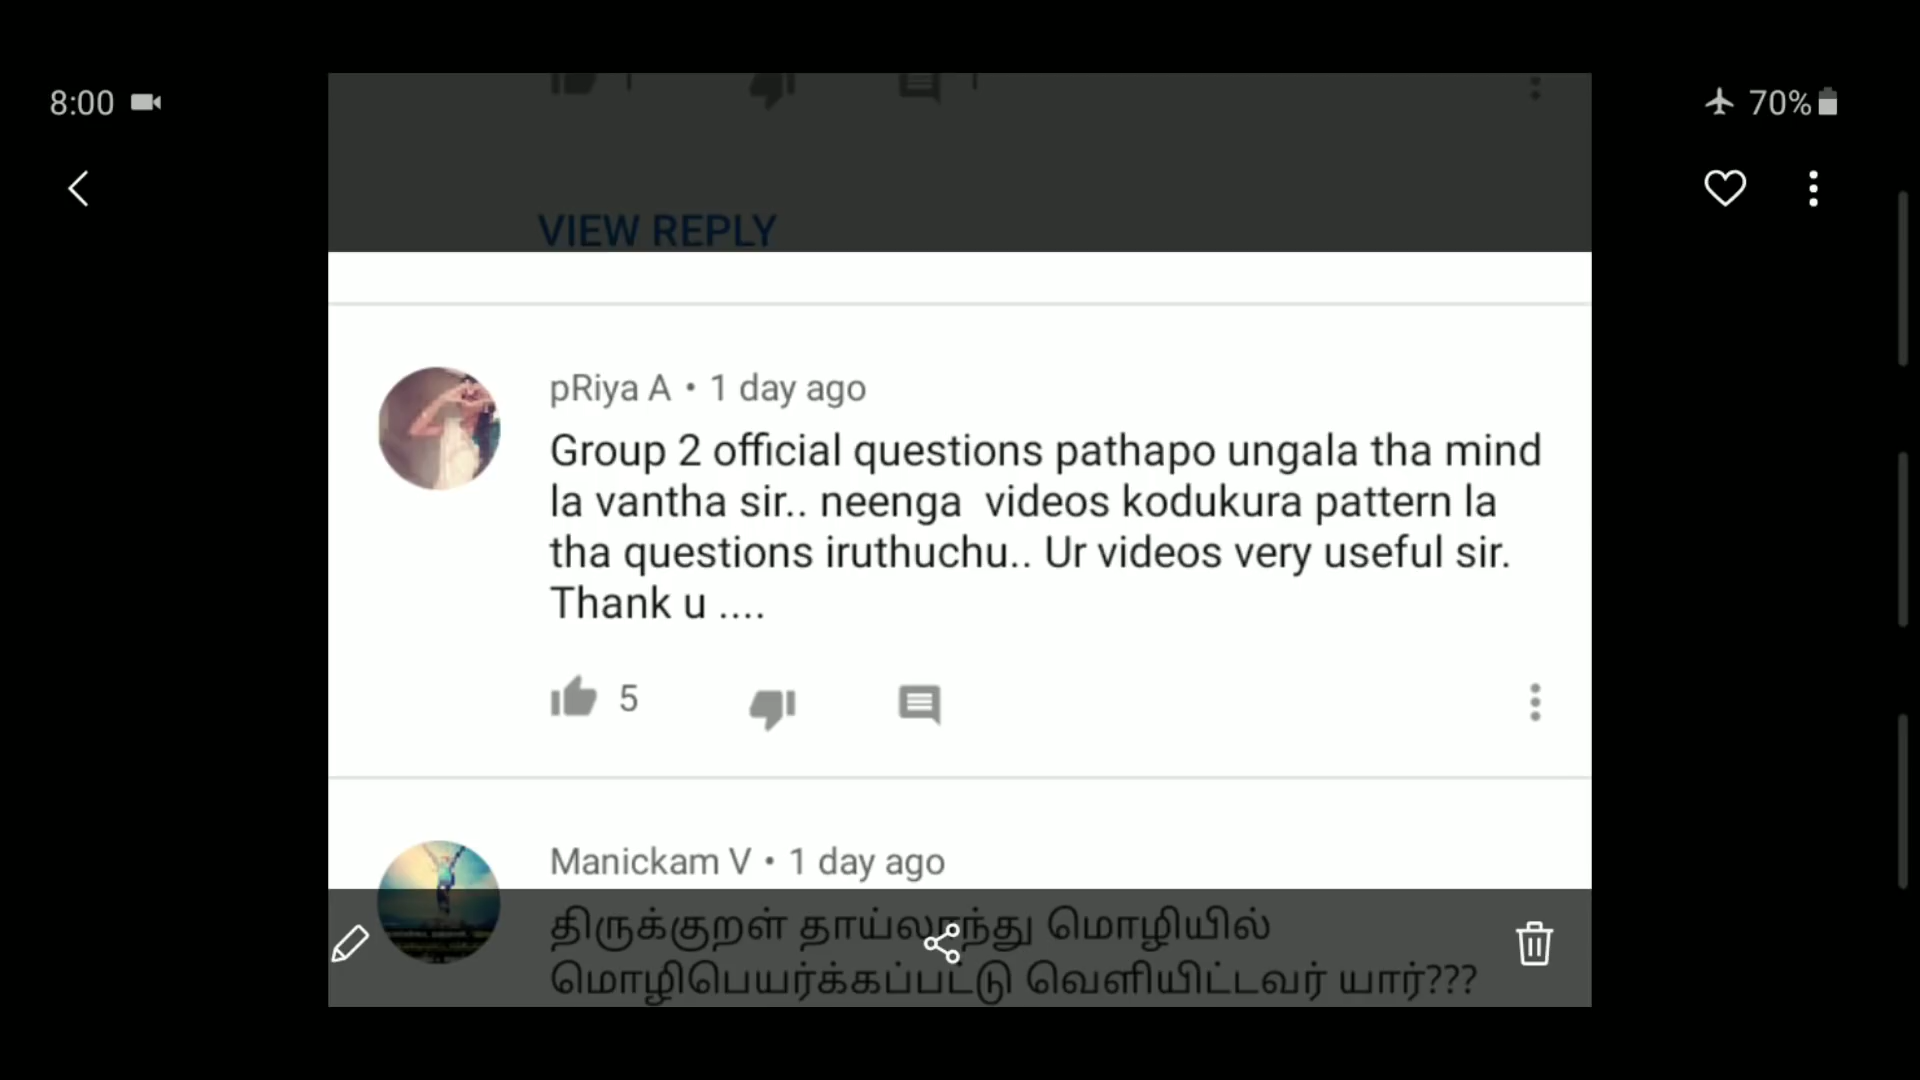 8:00
70%
1 1
VIEW REPLY
pRiya A • 1 day ago
Group 2 official questions pathapo ungala tha mind
la vantha sir.. neenga videos kodukura pattern la
tha questions iruthuchu.. Ur videos very useful sir.
Thank u ....
5
Manickam V • 1 day ago
திருக்குறள் தாய்லாந்து மொழியில்
மொழிபெயர்க்கப்பட்டு வெளியிட்டவர் யார்???